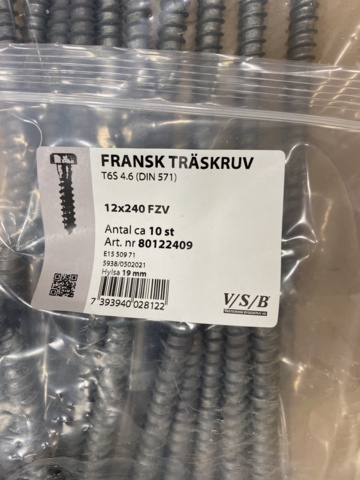 FRANSK TRÄSKRUV
T6S 4.6 (DIN 571)
12x240 FZV
Antal ca 10 st
Art. nr 80122409
E15 509 71
5938/0502021
Hylsa 19 mm
7 393940 028122
V/S/B